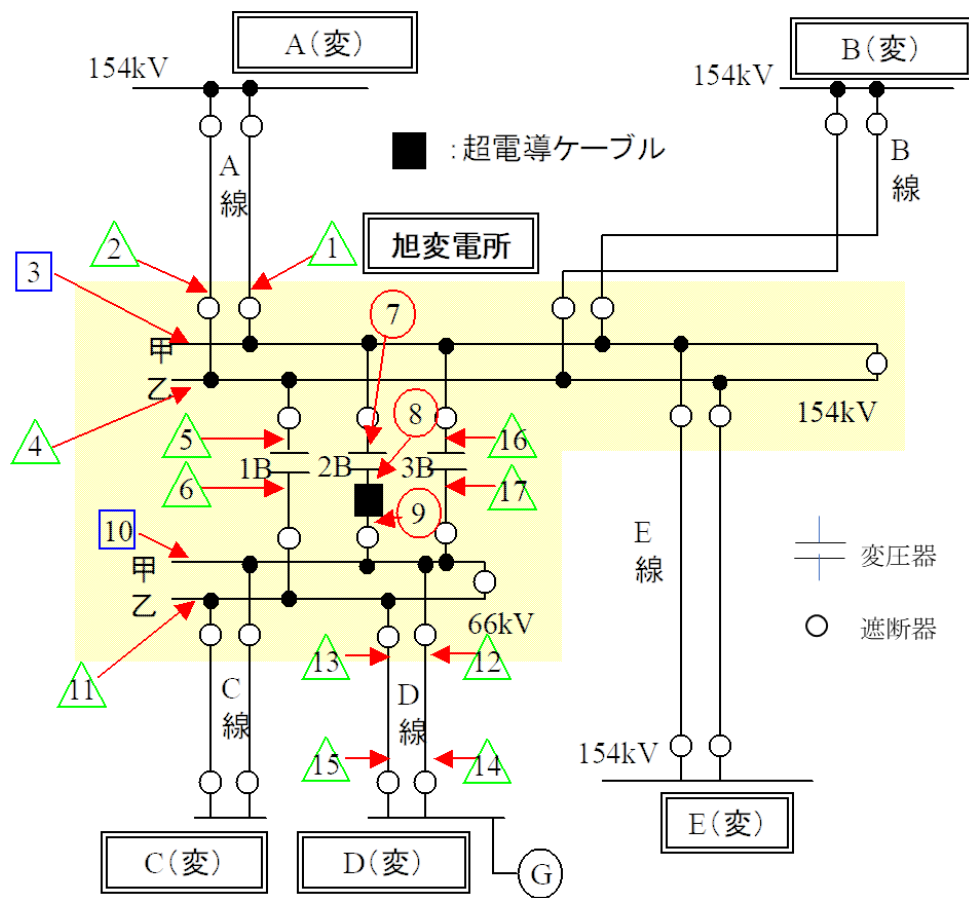 A(変)
B(変)
154kV
154kV
:超電導ケーブル
A
線
B
線
旭変電所
2
1
3
7
甲
乙
154kV
4
5
8
16
1B
2B
3B
6
9
17
10
甲
乙
66kV
E
線
変圧器
遮断器
11
13
12
C
線
D
線
15
14
154kV
C(変)
D(変)
E(変)
G